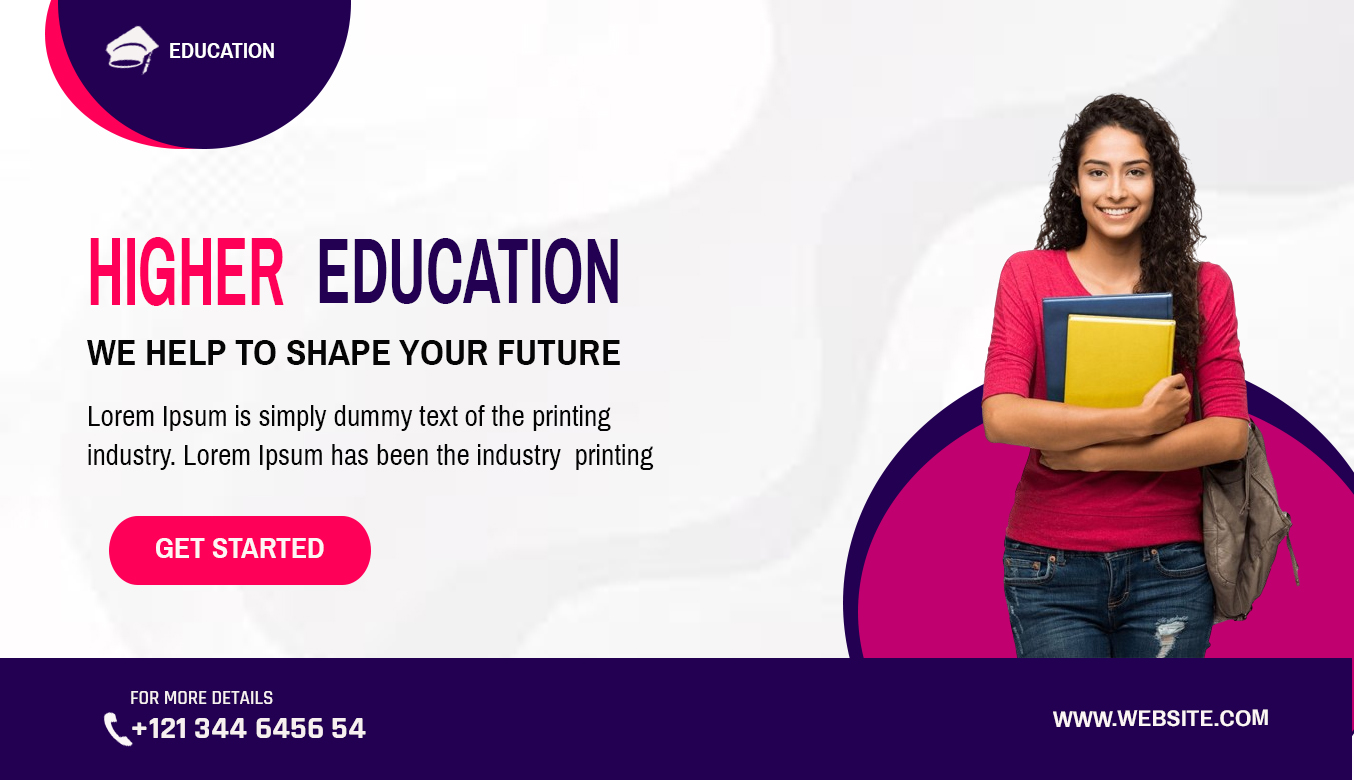 EDUCATION
HIGHER EDUCATION
WE HELP TO SHAPE YOUR FUTURE
Lorem Ipsum is simply dummy text of the printing
industry. Lorem Ipsum has been the industry printing
GET STARTED
FOR MORE DETAILS
+121 344 6456 54
WWW.WEBSITE.COM